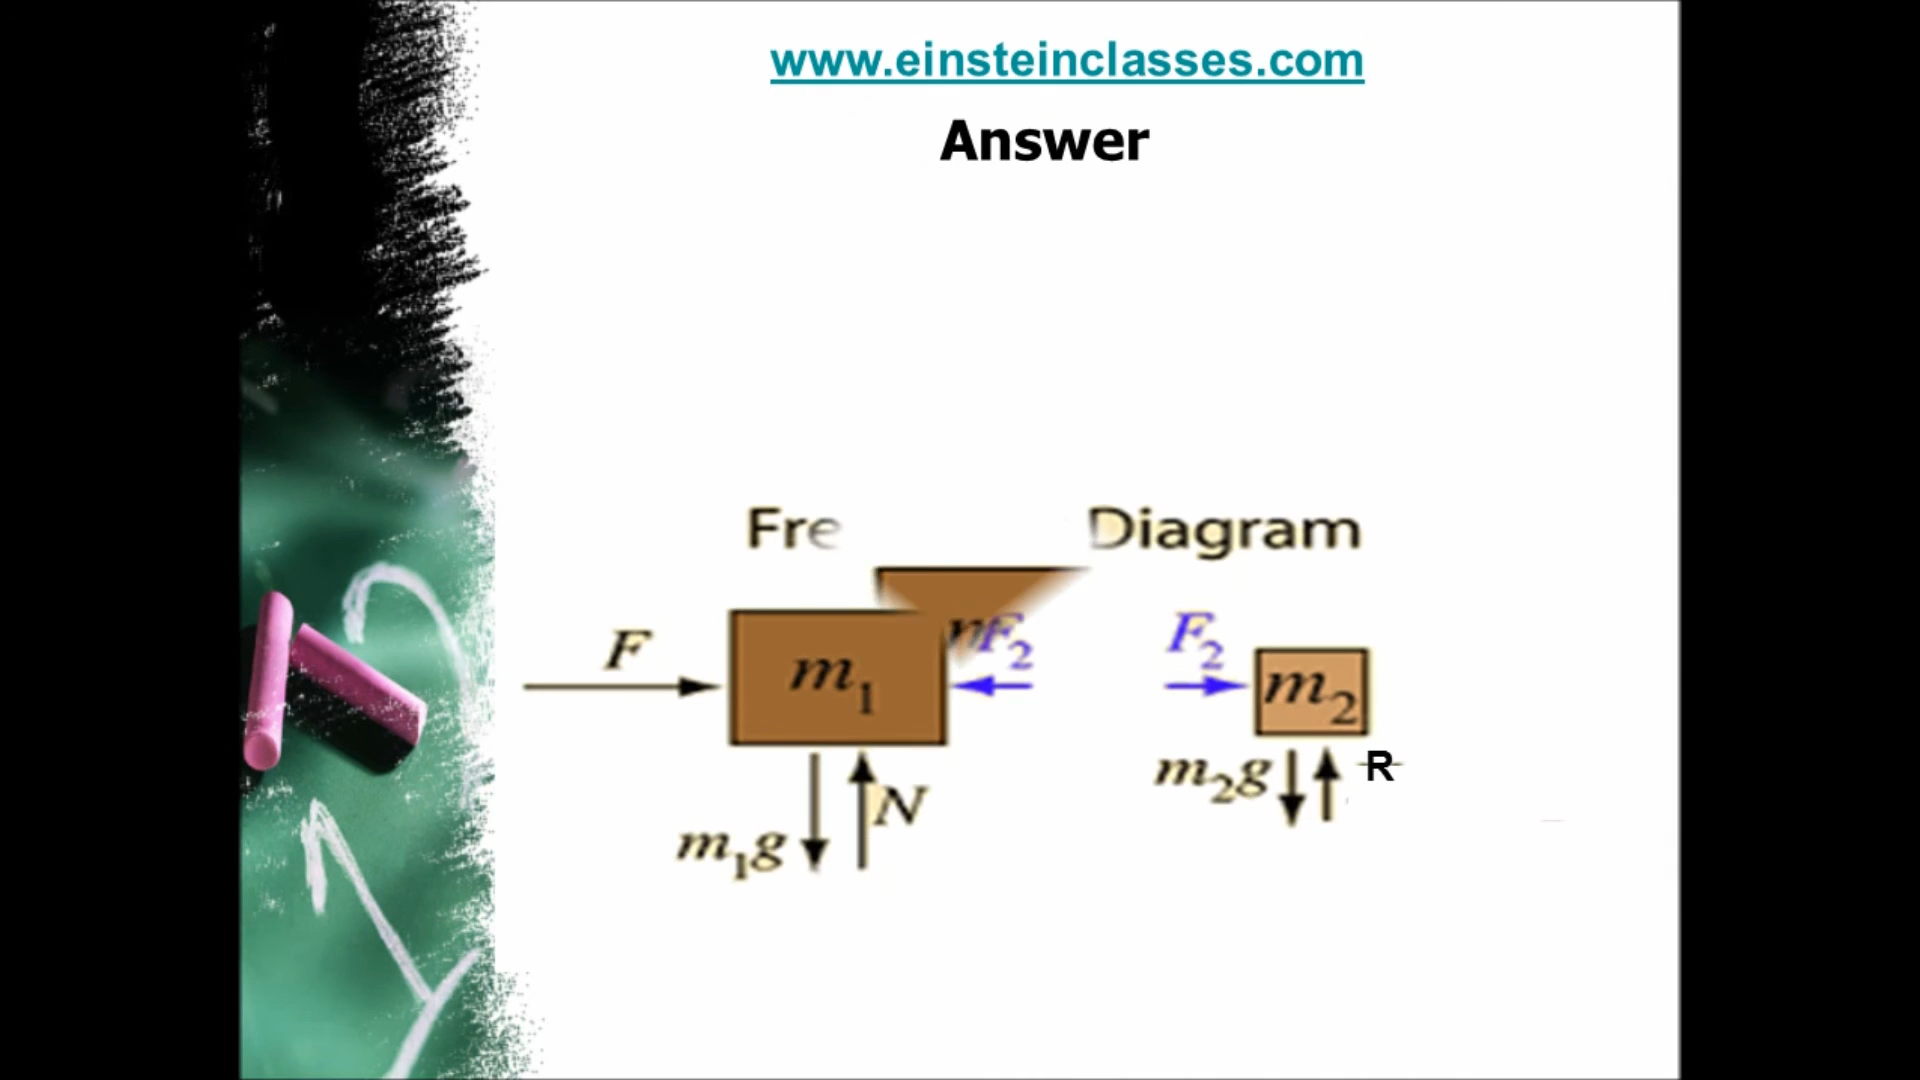 www.einsteinclasses.com
Answer
Fre Diagram
F
m₁
F₂
F₂
m₂
m₁g
N
m₂g
R